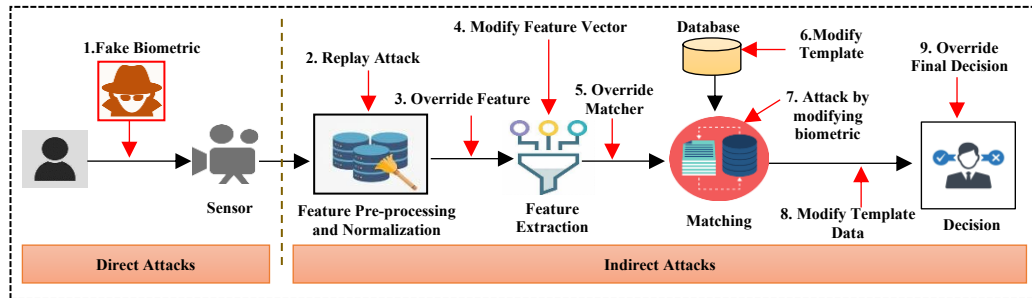 1.Fake Biometric
2. Replay Attack
3. Override Feature
4. Modify Feature Vector
5. Override
Matcher
Database
6.Modify
Template
7. Attack by
modifying
biometric
9. Override
Final Decision
Sensor
Feature Pre-processing
and Normalization
Feature
Extraction
Matching
8. Modify Template
Data
Decision
Direct Attacks
Indirect Attacks